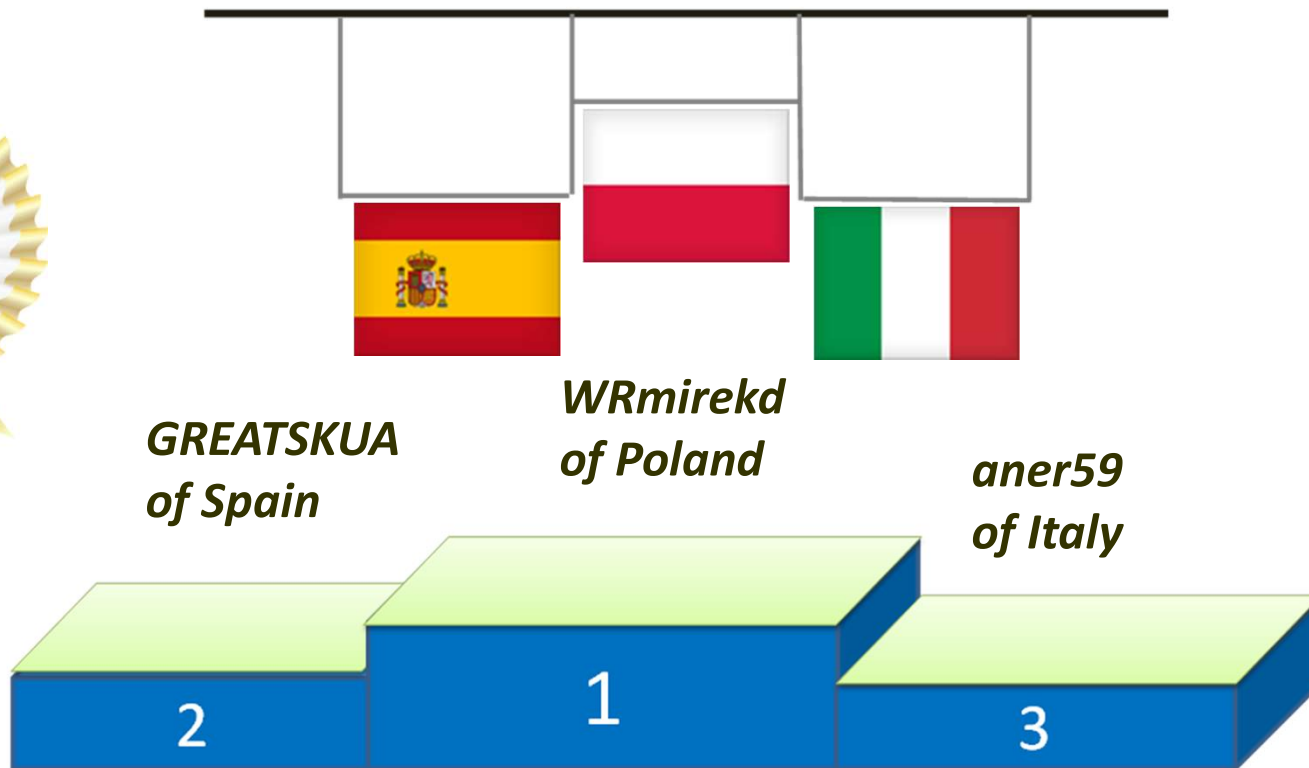 GREATSKUA
of Spain
WRmirekd
of Poland
aner59
of Italy
2
1
3